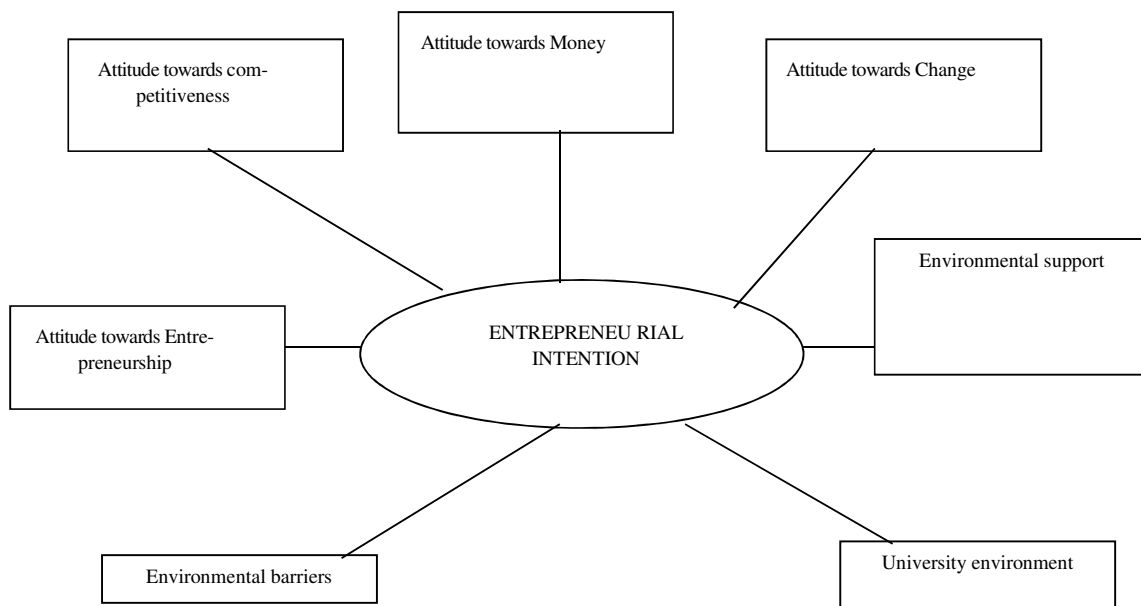 Attitude towards Money
Attitude towards com-
petitiveness
Attitude towards Change
Environmental support
Attitude towards Entre-
preneurship
ENTREPRENEU RIAL
INTENTION
Environmental barriers
University environment